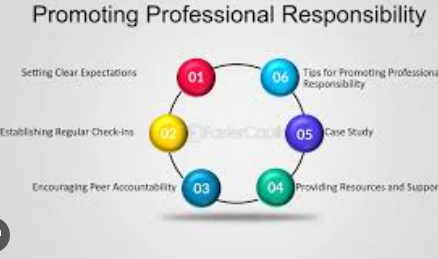 Promoting Professional Responsibility
Setting Clear Expectations
01
06
Tips for Promoting Professiona
Responsibility
Establishing Regular Check-ins
02
FasterCapit
05
Case Study
Encouraging Peer Accountability
03
04
Providing Resources and Suppor